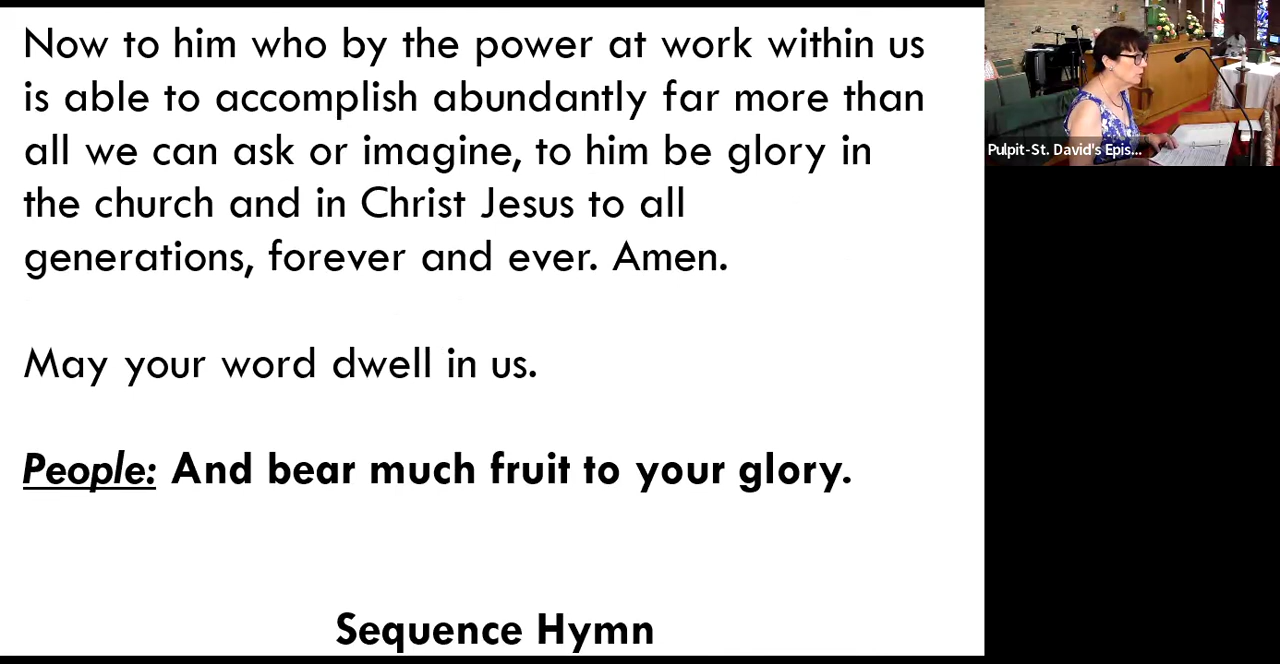 Now to him who by the power at work within us
is able to accomplish abundantly far more than
all we can ask or imagine, to him be glory in
the church and in Christ Jesus to all
generations, forever and ever. Amen.
May your word dwell in us.
People: And bear much fruit to your glory.
Sequence Hymn
Pulpit-St. David's Epis...